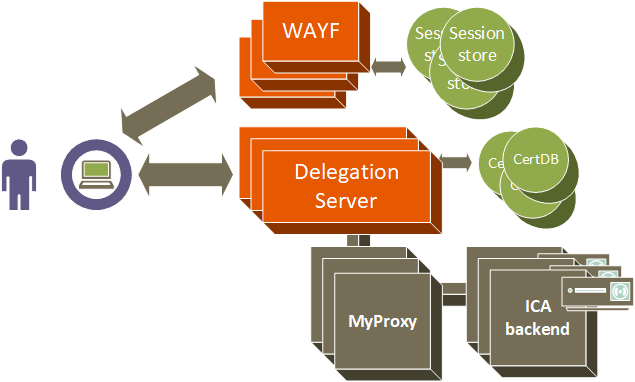 WAYF
Session
store
Delegation
Server
CertDB
MyProxy
ICA
backend